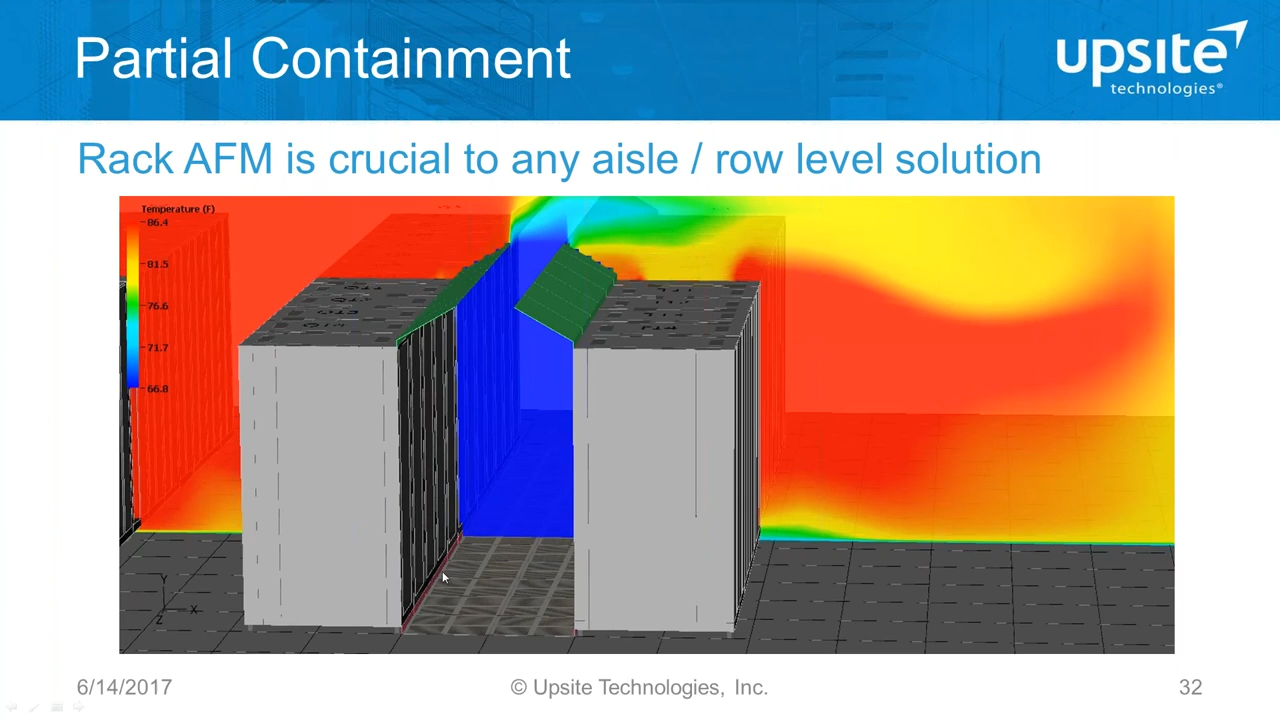 Partial Containment
upsite
technologies®
Rack AFM is crucial to any aisle / row level solution
Temperature (F)
86.4
81.5
76.6
71.7
66.8
Y
X
Z
6/14/2017
© Upsite Technologies, Inc.
32